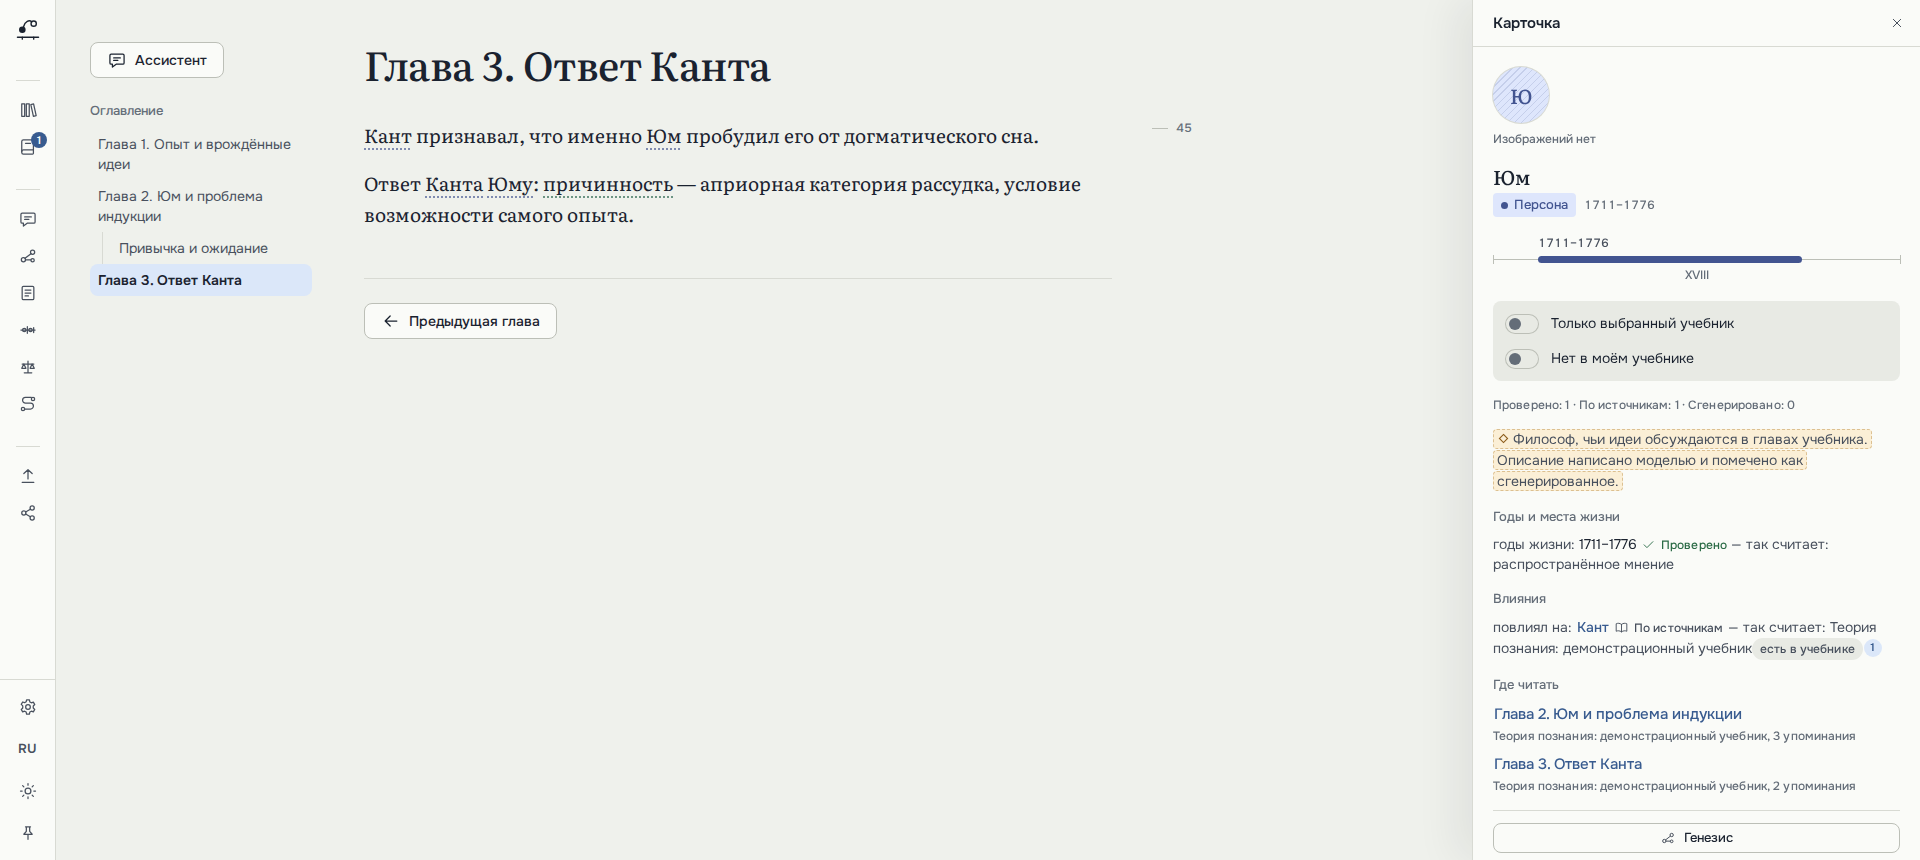 1
RU
Ассистент
Оглавление
Глава 1. Опыт и врождённые
идеи
Глава 2. Юм и проблема
индукции
Привычка и ожидание
Глава 3. Ответ Канта
Глава 3. Ответ Канта
Кант признавал, что именно Юм пробудил его от догматического сна.
45
Ответ Канта Юму: причинность — априорная категория рассудка, условие
возможности самого опыта.
Предыдущая глава
Карточка
Ю
Изображений нет
Юм
Персона 1711–1776
1711–1776
XVIII
Только выбранный учебник
Нет в моём учебнике
Проверено: 1 · По источникам: 1 · Сгенерировано: 0
Философ, чьи идеи обсуждаются в главах учебника.
Описание написано моделью и помечено как
сгенерированное.
Годы и места жизни
годы жизни: 1711–1776 Проверено — так считает:
распространённое мнение
Влияния
повлиял на: Кант По источникам — так считает: Теория
познания: демонстрационный учебник есть в учебнике 1
Где читать
Глава 2. Юм и проблема индукции
Теория познания: демонстрационный учебник, 3 упоминания
Глава 3. Ответ Канта
Теория познания: демонстрационный учебник, 2 упоминания
Генезис